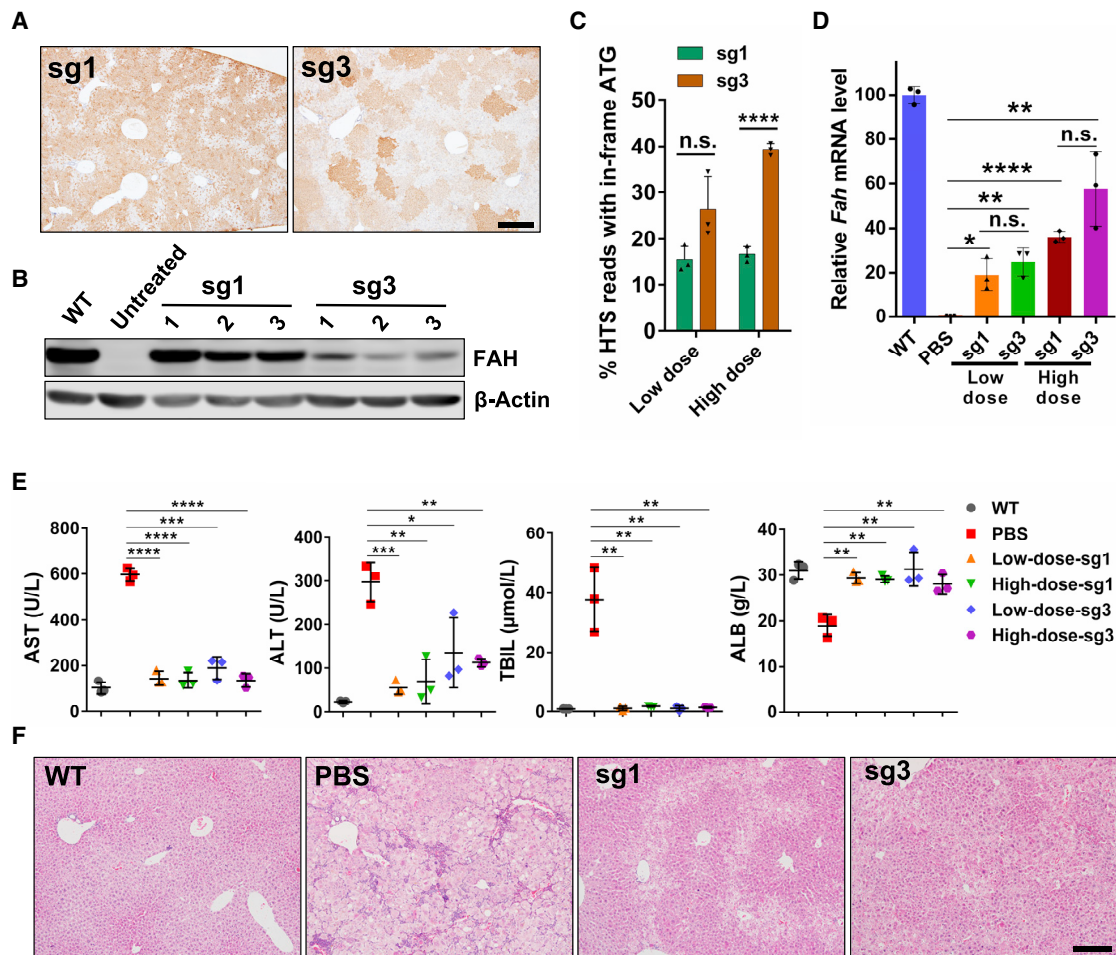 A
sg1
sg3
B
WT
Untreated
sg1
sg3
1
2
3
1
2
3
FAH
β-Actin
C
sg1
sg3
% HTS reads with in-frame ATG
50
40
30
20
10
0
n.s.
****
Low dose
High dose
D
Relative Fah mRNA level
100
80
60
40
20
0
**
n.s.
****
**
n.s.
*
WT
PBS
sg1
sg3
sg1
sg3
Low
dose
High
dose
E
AST (U/L)
800
600
400
200
0
****
***
****
****
ALT (U/L)
400
300
200
100
0
**
*
**
***
TBIL (μmol/L)
60
40
20
0
**
**
**
**
ALB (g/L)
40
30
20
10
0
**
**
**
**
WT
PBS
Low-dose-sg1
High-dose-sg1
Low-dose-sg3
High-dose-sg3
F
WT
PBS
sg1
sg3